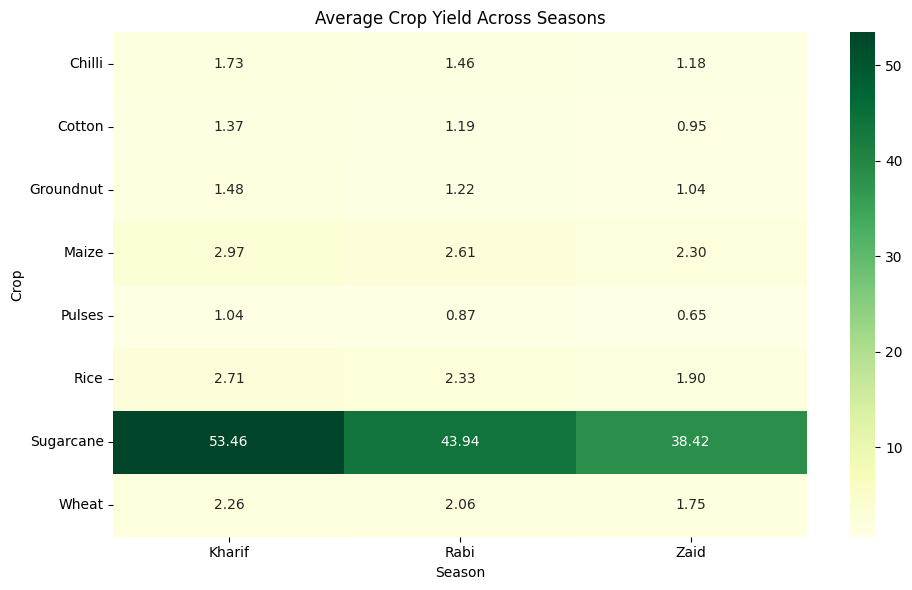 Average Crop Yield Across Seasons
Chilli 1.73 1.46 1.18
Cotton 1.37 1.19 0.95
Groundnut 1.48 1.22 1.04
Maize 2.97 2.61 2.30
Pulses 1.04 0.87 0.65
Rice 2.71 2.33 1.90
Sugarcane 53.46 43.94 38.42
Wheat 2.26 2.06 1.75
Kharif Rabi Zaid
Season
Crop
50
40
30
20
10